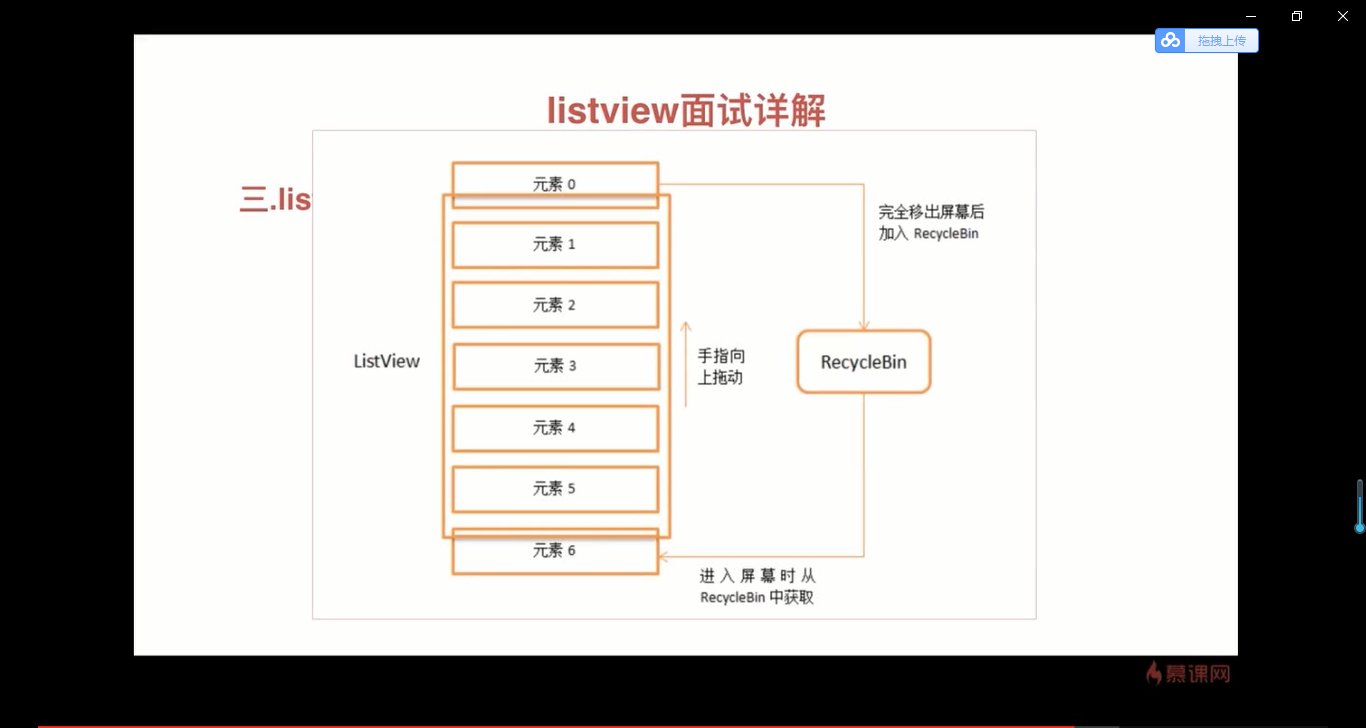 拖拽上传
listview面试详解
三.lis
元素 0
完全移出屏幕后
加入 RecycleBin
元素 1
元素 2
ListView
元素 3
手指向
上拖动
RecycleBin
元素 4
元素 5
元素 6
进入屏幕时从
RecycleBin 中获取
慕课网